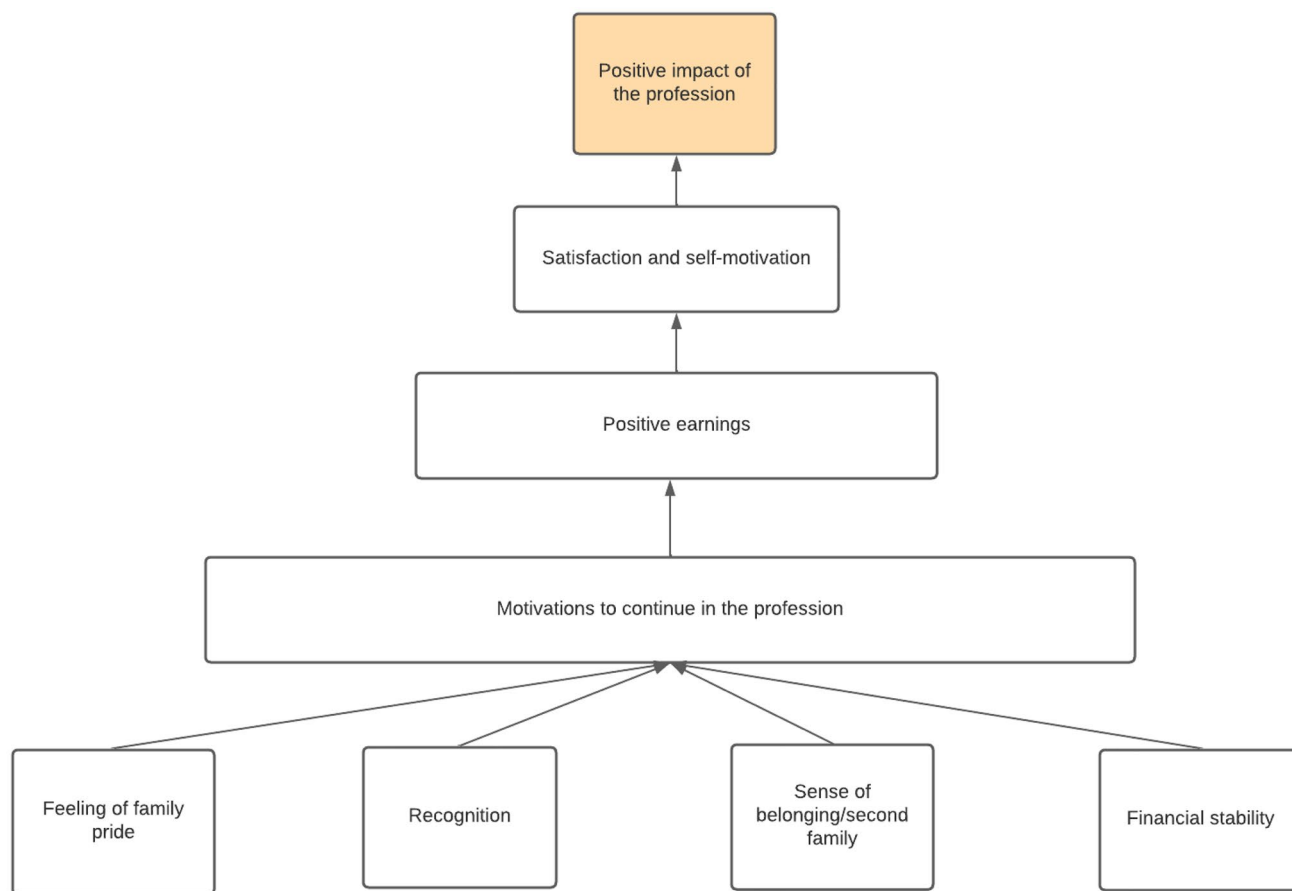 Positive impact of
the profession
Satisfaction and self-motivation
Positive earnings
Motivations to continue in the profession
Feeling of family
pride
Recognition
Sense of
belonging/second
family
Financial stability